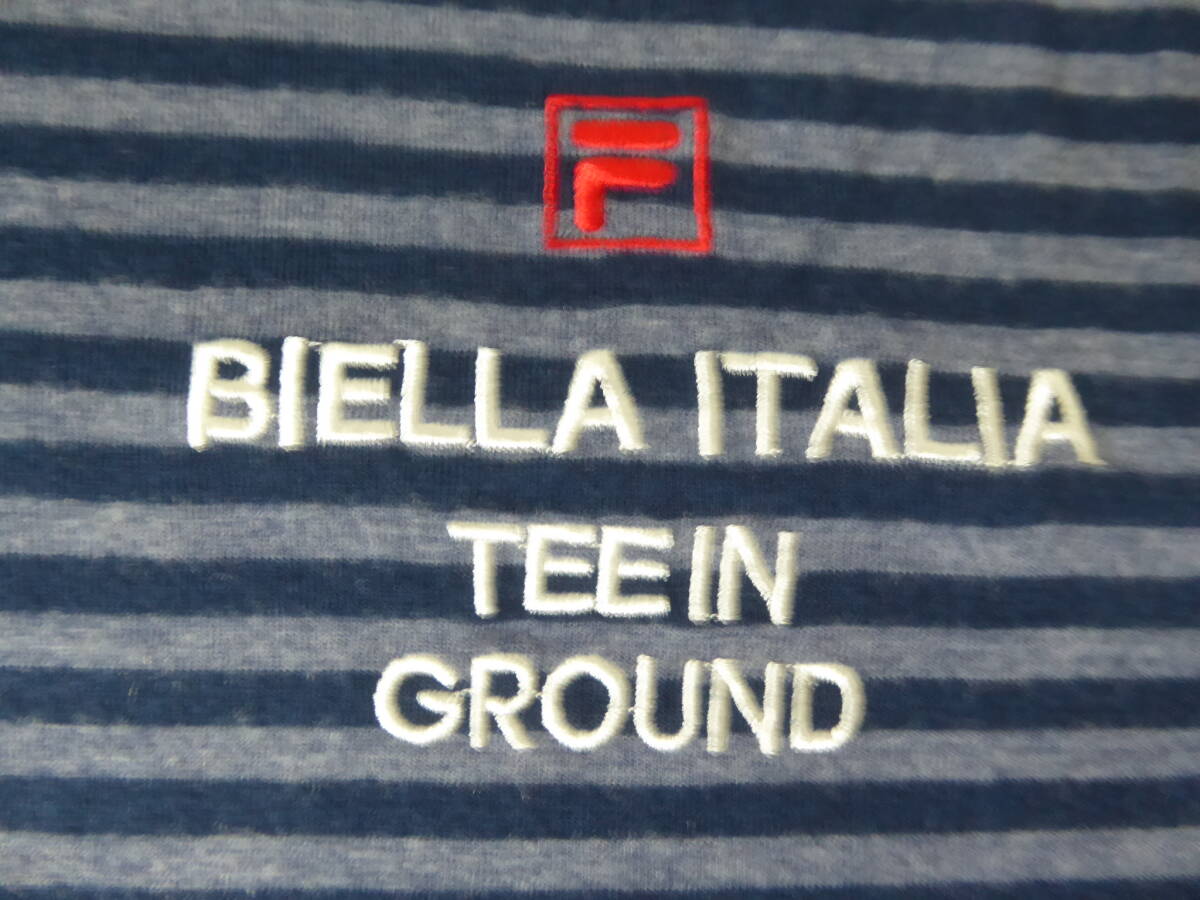 F
BIELLA ITALIA
TEE IN
GROUND